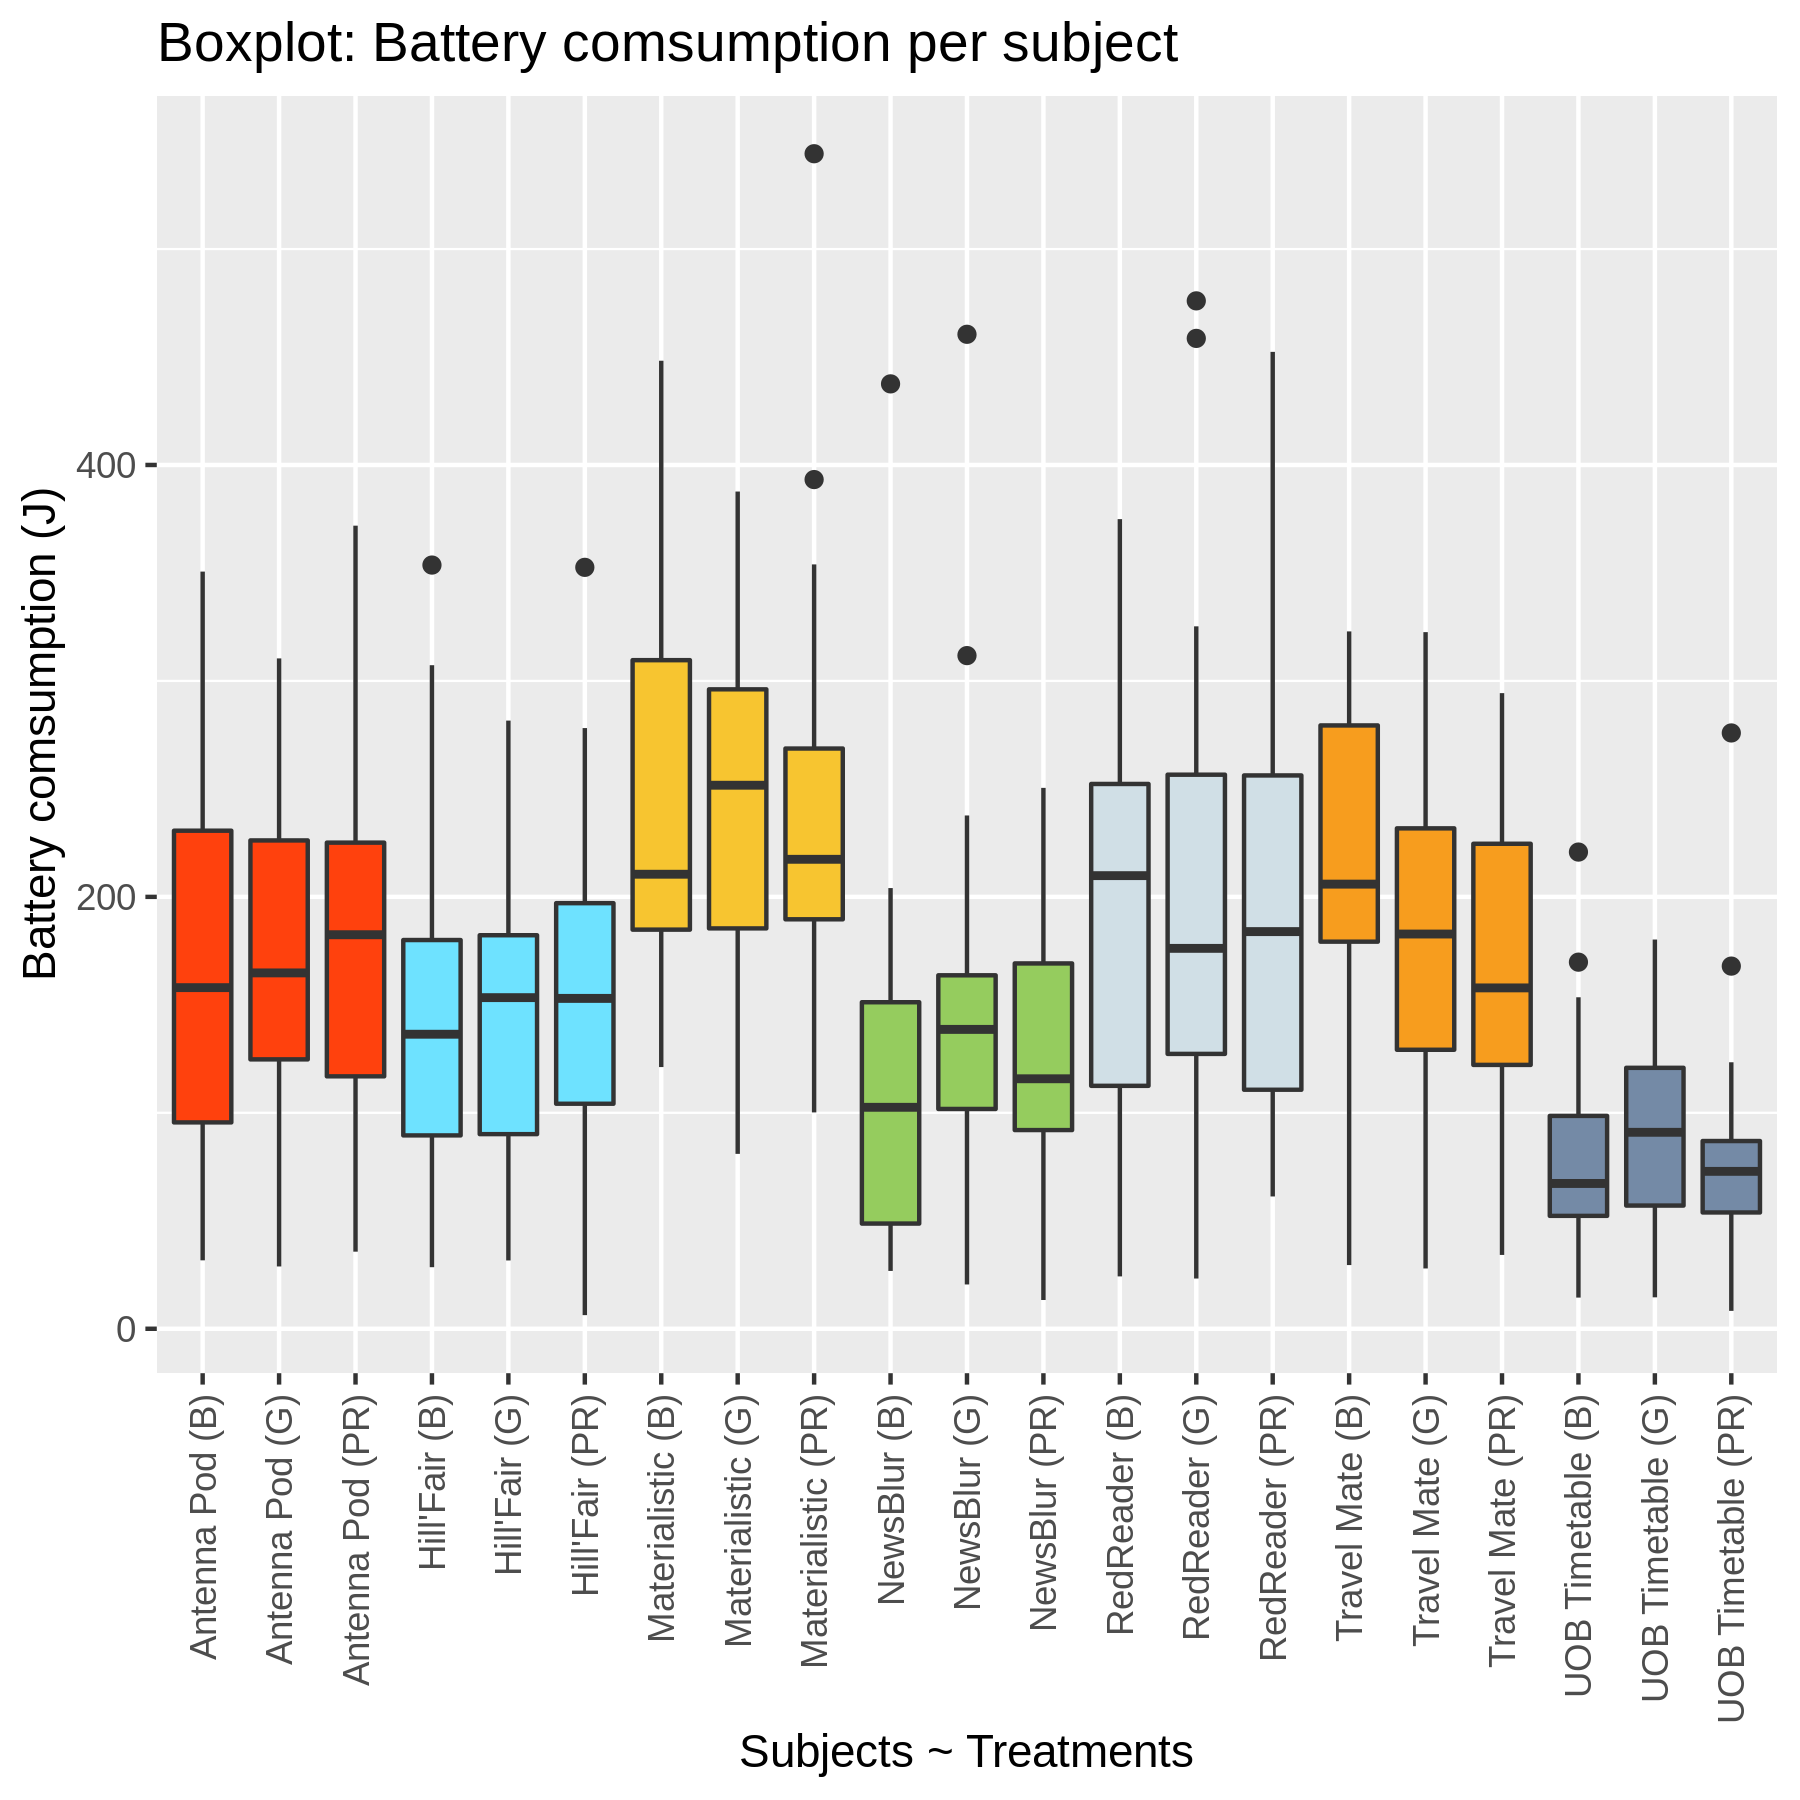 Boxplot: Battery comsumption per subject
Battery comsumption (J)
400
200
0
Antenna Pod (B)
Antenna Pod (G)
Antenna Pod (PR)
Hill'Fair (B)
Hill'Fair (G)
Hill'Fair (PR)
Materialistic (B)
Materialistic (G)
Materialistic (PR)
NewsBlur (B)
NewsBlur (G)
NewsBlur (PR)
RedReader (B)
RedReader (G)
RedReader (PR)
Travel Mate (B)
Travel Mate (G)
Travel Mate (PR)
UOB Timetable (B)
UOB Timetable (G)
UOB Timetable (PR)
Subjects ~ Treatments